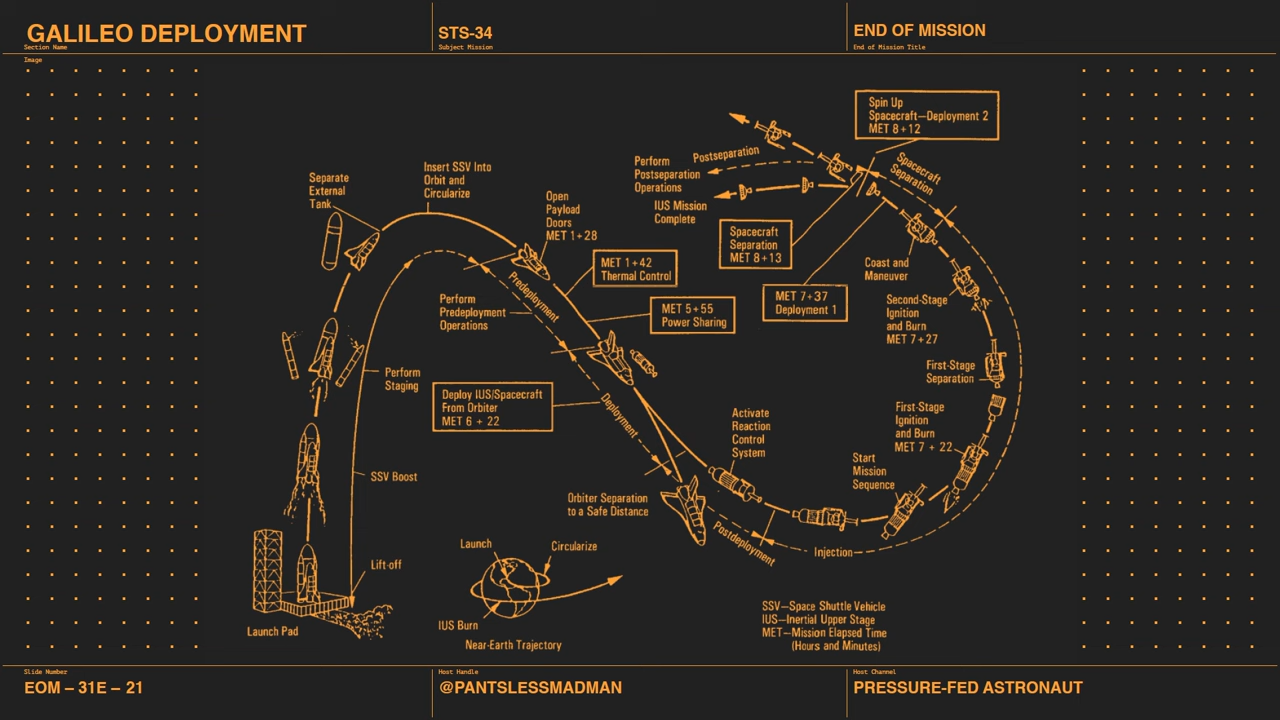 GALILEO DEPLOYMENT
Section Name
STS-34
Subject Mission
END OF MISSION
End of Mission Title
Image
Spin Up
Spacecraft—Deployment 2
MET 8+12
Postseparation
Perform
Postseparation
Operations
Spacecraft
Separation
IUS Mission
Complete
Separate
External
Tank
Insert SSV Into
Orbit and
Circularize
Open
Payload
Doors
MET 1+28
Spacecraft
Separation
MET 8+13
MET 1+42
Thermal Control
Coast and
Maneuver
MET 7+37
Deployment 1
Predeployment
Perform
Predeployment
Operations
MET 5+55
Power Sharing
Second-Stage
Ignition
and Burn
MET 7+27
Perform
Staging
First-Stage
Separation
Deploy IUS/Spacecraft
From Orbiter
MET 6 + 22
Deployment
Activate
Reaction
Control
System
First-Stage
Ignition
and Burn
MET 7 + 22
Start
Mission
Sequence
SSV Boost
Orbiter Separation
to a Safe Distance
Postdeployment
Injection
Launch
Circularize
Lift-off
IUS Burn
Near-Earth Trajectory
Launch Pad
SSV—Space Shuttle Vehicle
IUS—Inertial Upper Stage
MET—Mission Elapsed Time
(Hours and Minutes)
Slide Number
EOM – 31E – 21
Host Handle
@PANTSLESSMADMAN
Host Channel
PRESSURE-FED ASTRONAUT